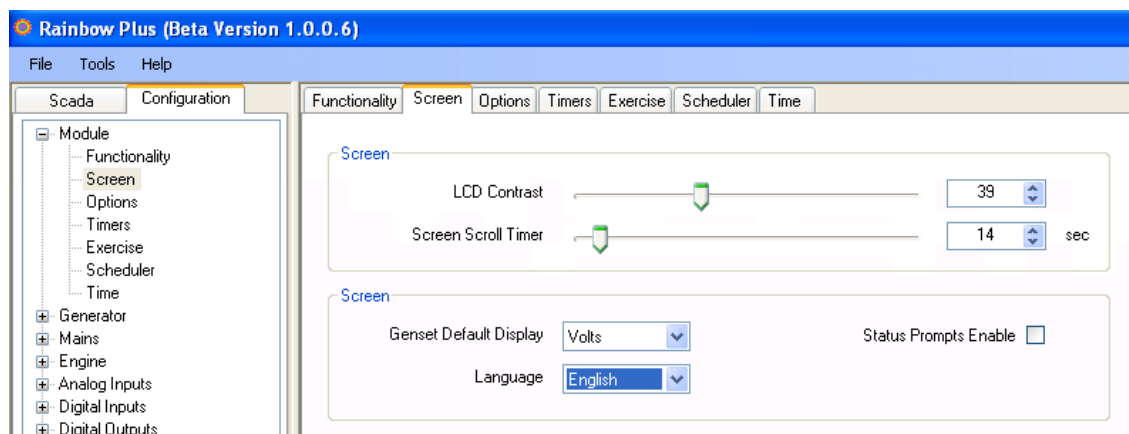 Rainbow Plus (Beta Version 1.0.0.6)
File Tools Help
Scada Configuration
Module
Functionality
Screen
Options
Timers
Exercise
Scheduler
Time
Generator
Mains
Engine
Analog Inputs
Digital Inputs
Digital Outputs
Functionality Screen Options Timers Exercise Scheduler Time
Screen
LCD Contrast 39
Screen Scroll Timer 14 sec
Screen
Genset Default Display Volts Status Prompts Enable
Language English